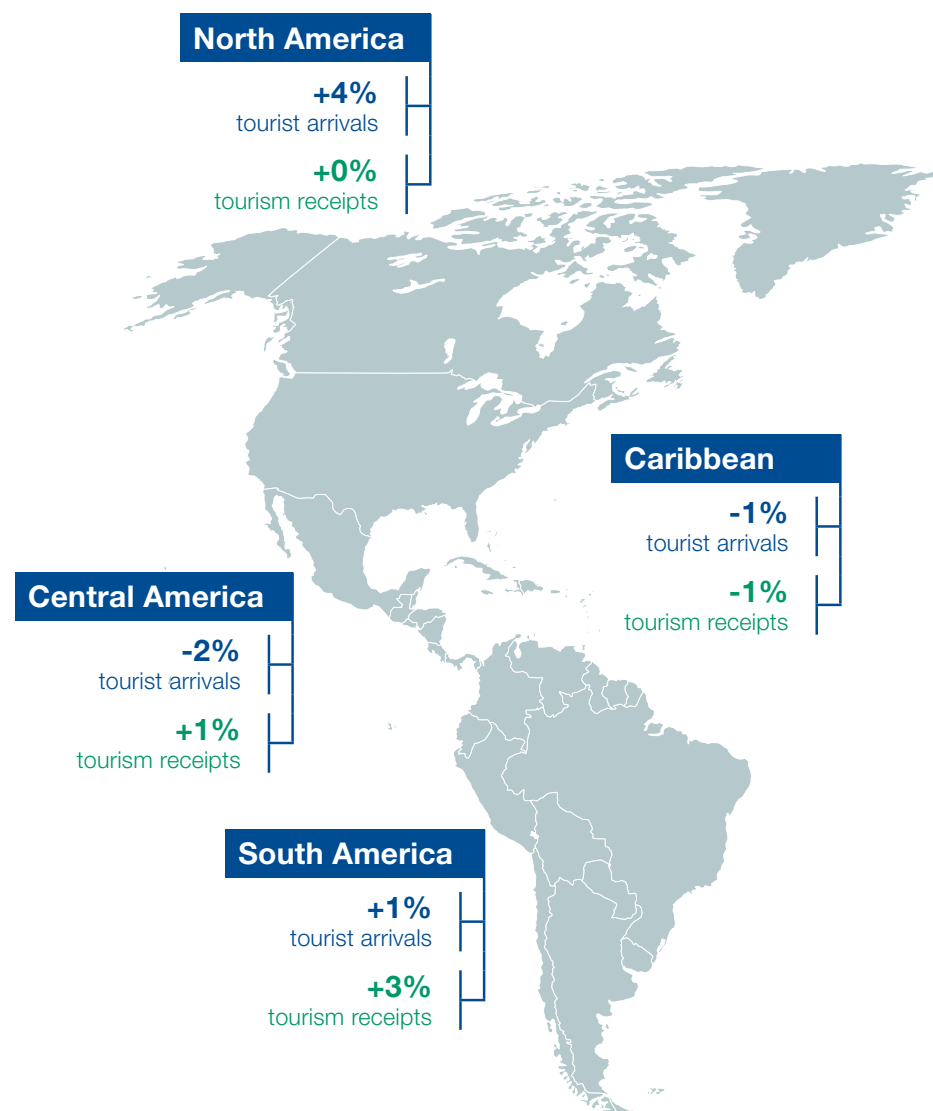 North America
+4%
tourist arrivals
+0%
tourism receipts
Caribbean
-1%
tourist arrivals
-1%
tourism receipts
Central America
-2%
tourist arrivals
+1%
tourism receipts
South America
+1%
tourist arrivals
+3%
tourism receipts